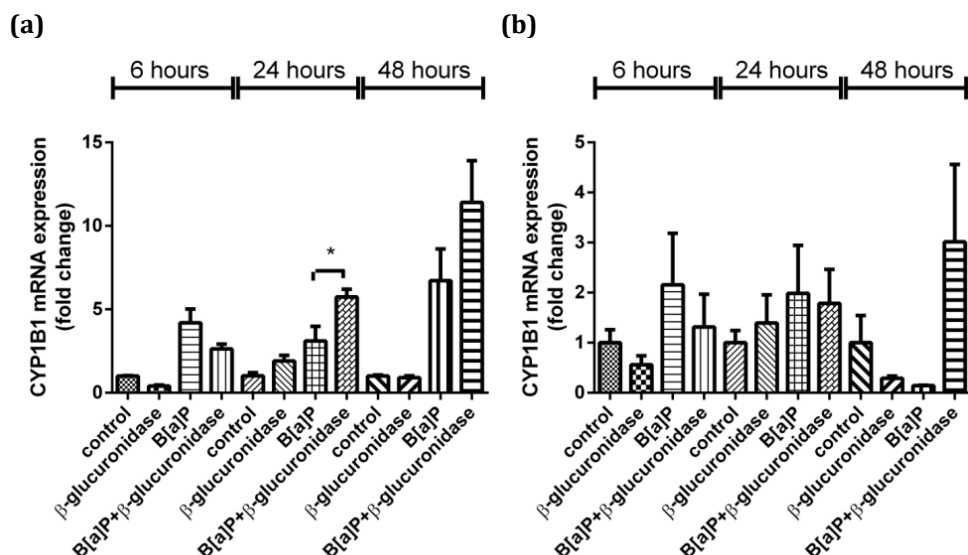 (a)
6 hours 24 hours 48 hours
CYP1B1 mRNA expression
(fold change)
15
10
5
0
*
control
β-glucuronidase
B[a]P
B[a]P+β-glucuronidase
control
β-glucuronidase
B[a]P
B[a]P+β-glucuronidase
control
β-glucuronidase
B[a]P
B[a]P+β-glucuronidase
(b)
6 hours 24 hours 48 hours
CYP1B1 mRNA expression
(fold change)
5
4
3
2
1
0
control
β-glucuronidase
B[a]P
B[a]P+β-glucuronidase
control
β-glucuronidase
B[a]P
B[a]P+β-glucuronidase
control
β-glucuronidase
B[a]P
B[a]P+β-glucuronidase